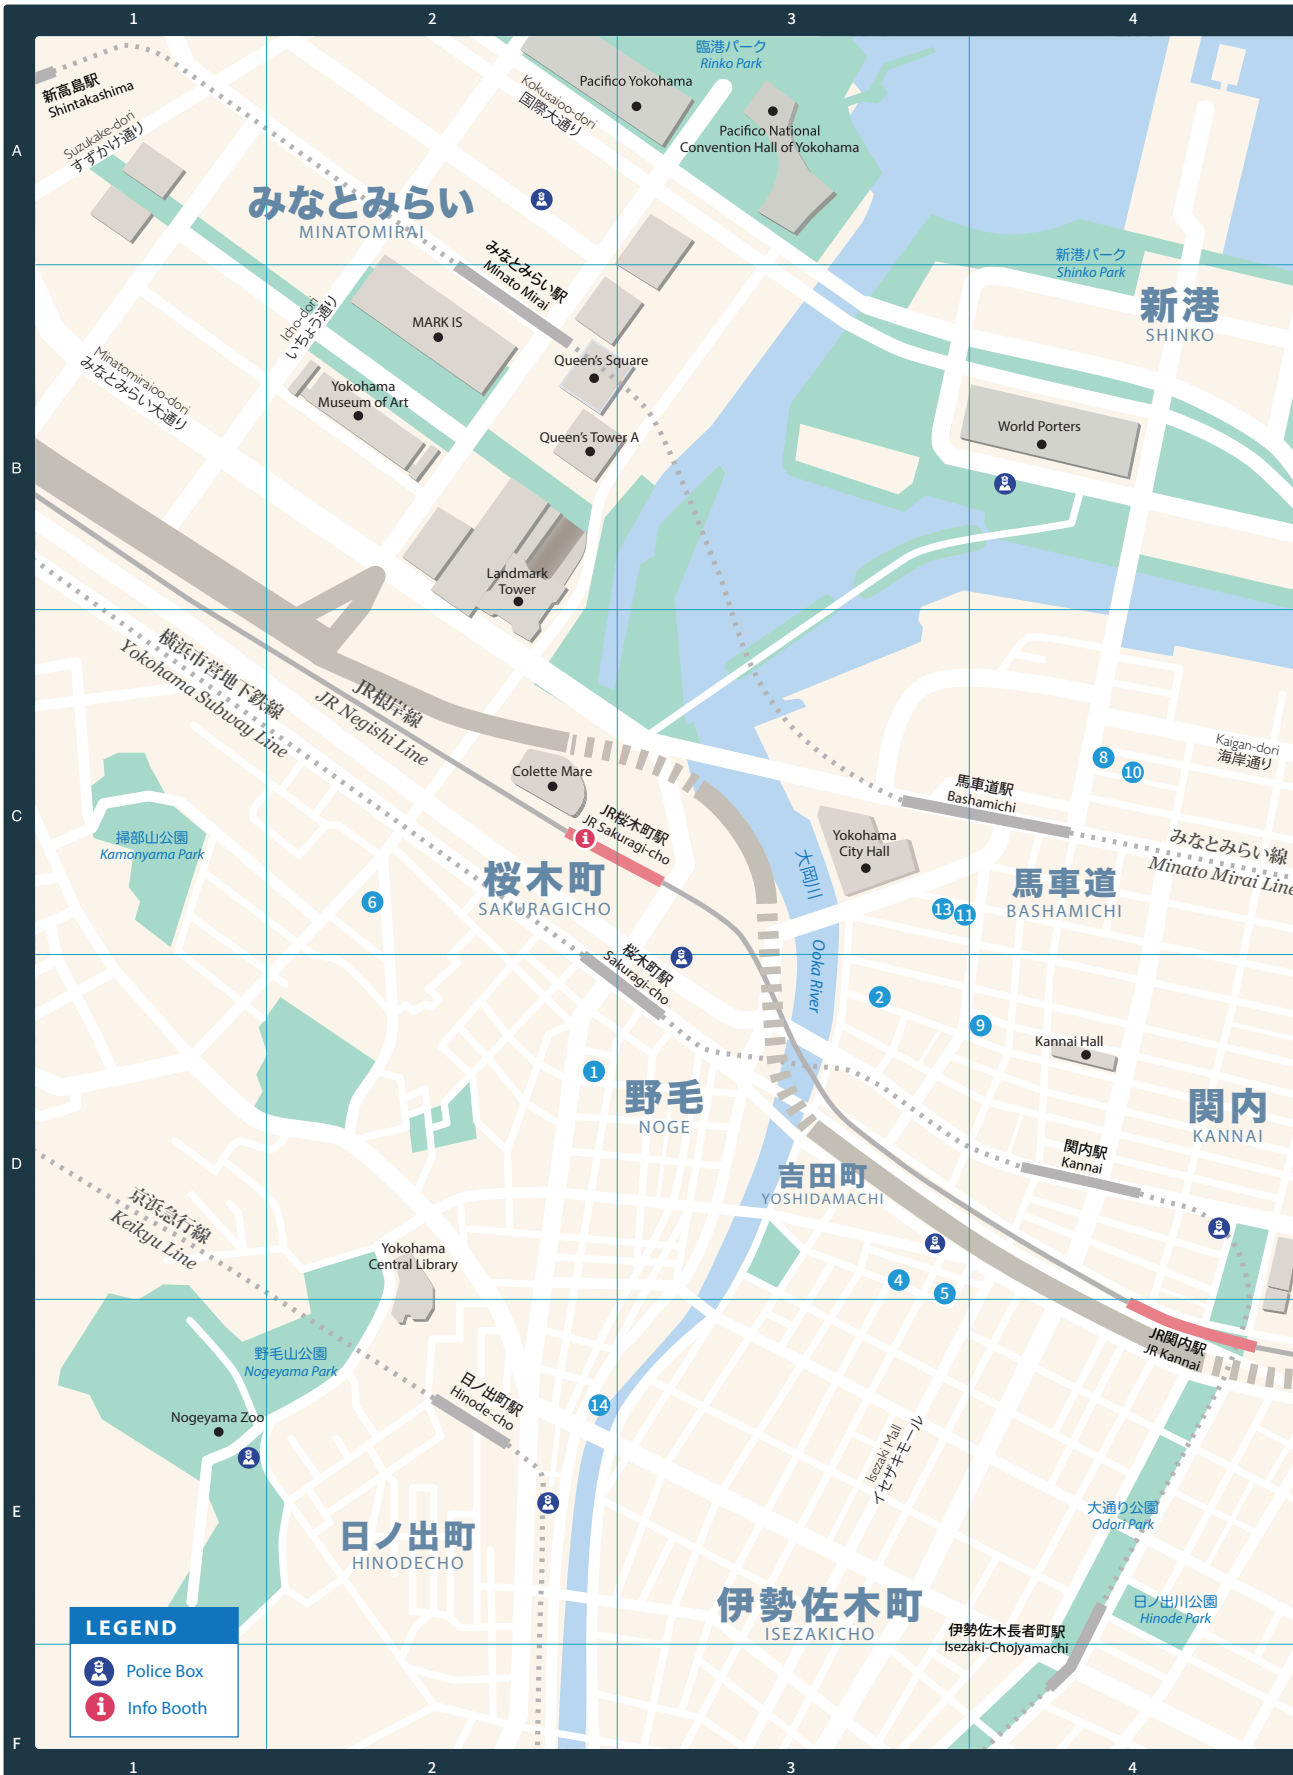 1
2
3
4
A
B
C
D
E
F
新高島駅
Shintakashima
Suzukake-dori
すずかけ通り
Kokusaioo-dori
国際大通り
Pacifico Yokohama
臨港パーク
Rinko Park
Pacifico National
Convention Hall of Yokohama
みなとみらい
MINATOMIRAI
みなとみらい駅
Minato Mirai
新港パーク
Shinko Park
新港
SHINKO
Icho-dori
いちょう通り
MARK IS
Minatomiraioo-dori
みなとみらい大通り
Yokohama
Museum of Art
Queen's Square
Queen's Tower A
World Porters
Landmark
Tower
横浜市営地下鉄線
Yokohama Subway Line
JR根岸線
JR Negishi Line
Colette Mare
JR桜木町駅
JR Sakuragi-cho
馬車道駅
Bashamichi
8
10
Kaigan-dori
海岸通り
掃部山公園
Kamonyama Park
Yokohama
City Hall
大岡川
Ooka River
みなとみらい線
Minato Mirai Line
桜木町
SAKURAGICHO
6
馬車道
BASHAMICHI
13
11
桜木町駅
Sakuragi-cho
2
9
Kannai Hall
1
野毛
NOGE
関内
KANNAI
関内駅
Kannai
吉田町
YOSHIDAMACHI
京浜急行線
Keikyu Line
Yokohama
Central Library
4
5
JR関内駅
JR Kannai
野毛山公園
Nogeyama Park
日ノ出町駅
Hinode-cho
14
Nogeyama Zoo
Isezaki Mall
イセザキモール
大通り公園
Odori Park
日ノ出町
HINODECHO
伊勢佐木町
ISEZAKICHO
日ノ出川公園
Hinode Park
伊勢佐木長者町駅
Isezaki-Chojyamachi
LEGEND
Police Box
i
Info Booth
1
2
3
4